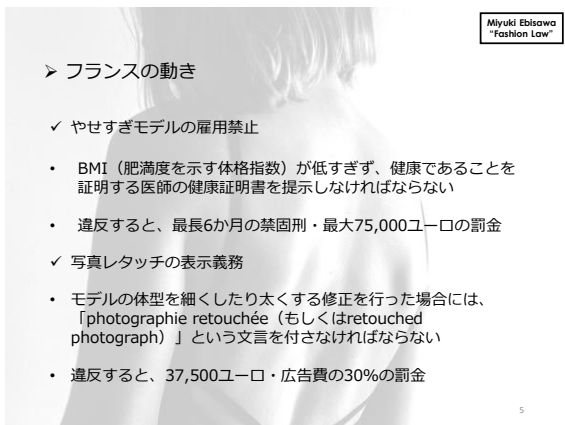 Miyuki Ebisawa
“Fashion Law”
➢ フランスの動き
✓ やせすぎモデルの雇用禁止
• BMI（肥満度を示す体格指数）が低すぎず、健康であることを
証明する医師の健康証明書を提示しなければならない
• 違反すると、最長6か月の禁固刑・最大75,000ユーロの罰金
✓ 写真レタッチの表示義務
• モデルの体型を細くしたり太くする修正を行った場合には、
「photographie retouchée（もしくはretouched
photograph）」という文言を付さなければならない
• 違反すると、37,500ユーロ・広告費の30%の罰金
5